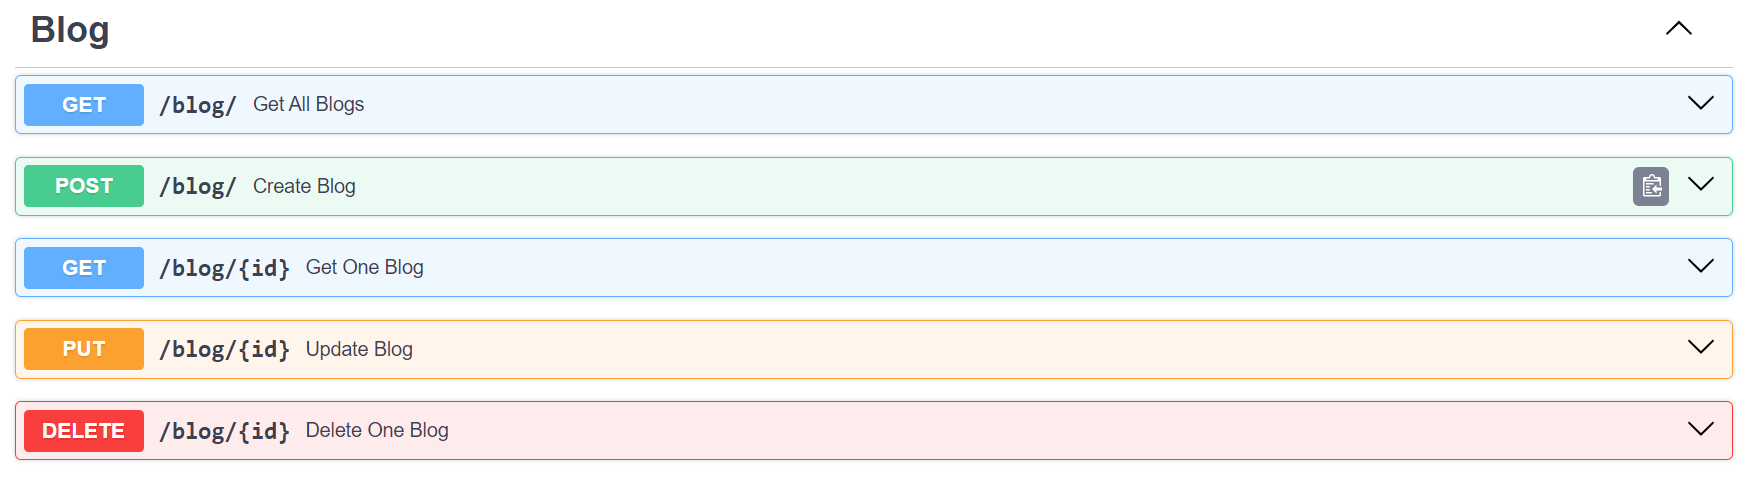 Blog
GET /blog/ Get All Blogs
POST /blog/ Create Blog
GET /blog/{id} Get One Blog
PUT /blog/{id} Update Blog
DELETE /blog/{id} Delete One Blog